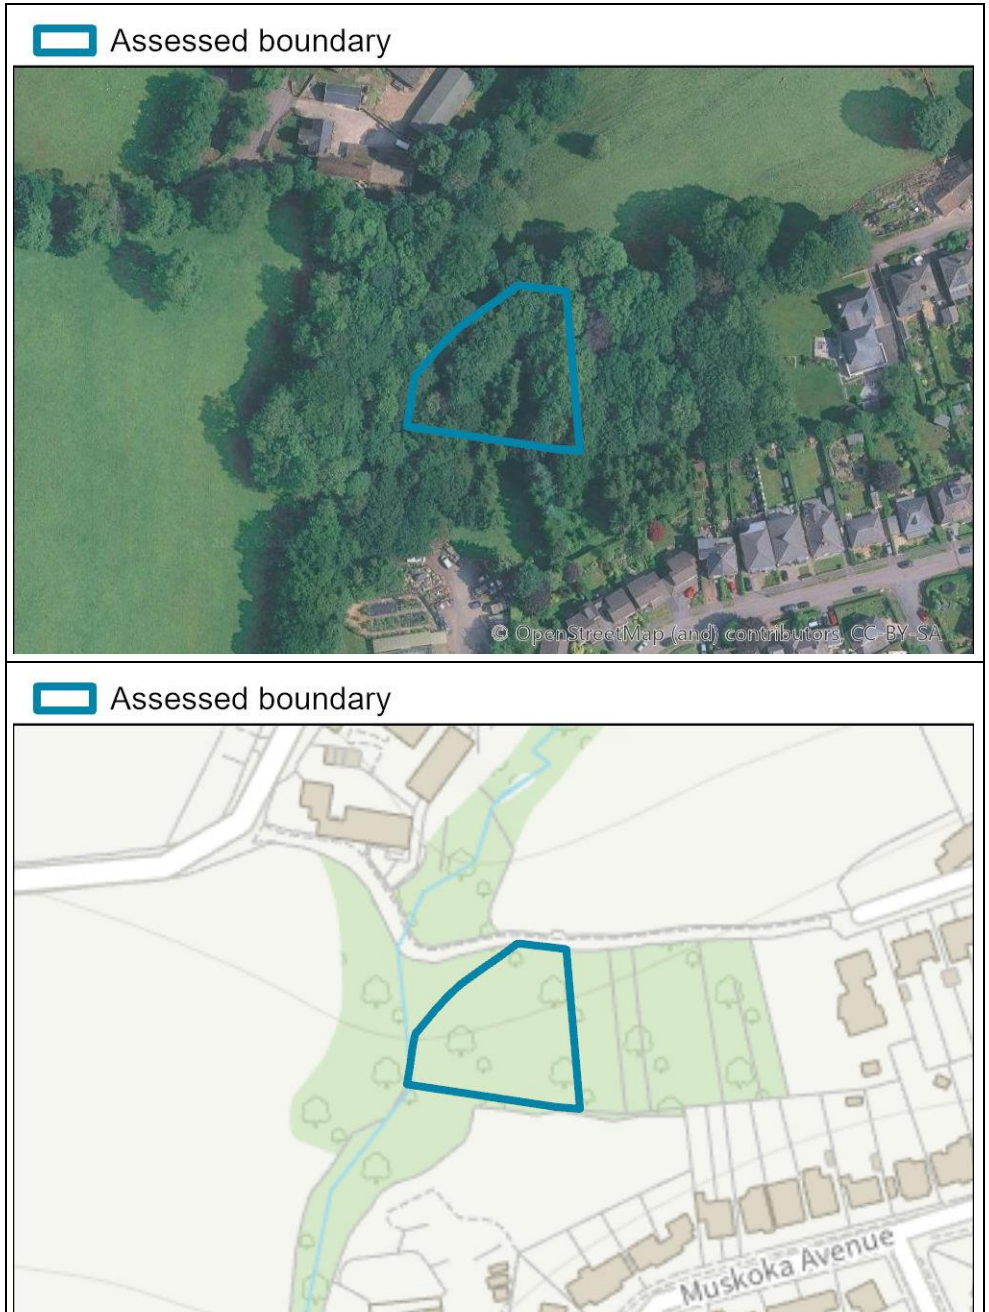 Assessed boundary
© OpenStreetMap (and) contributors, CC-BY-SA
Assessed boundary
Muskoka Avenue